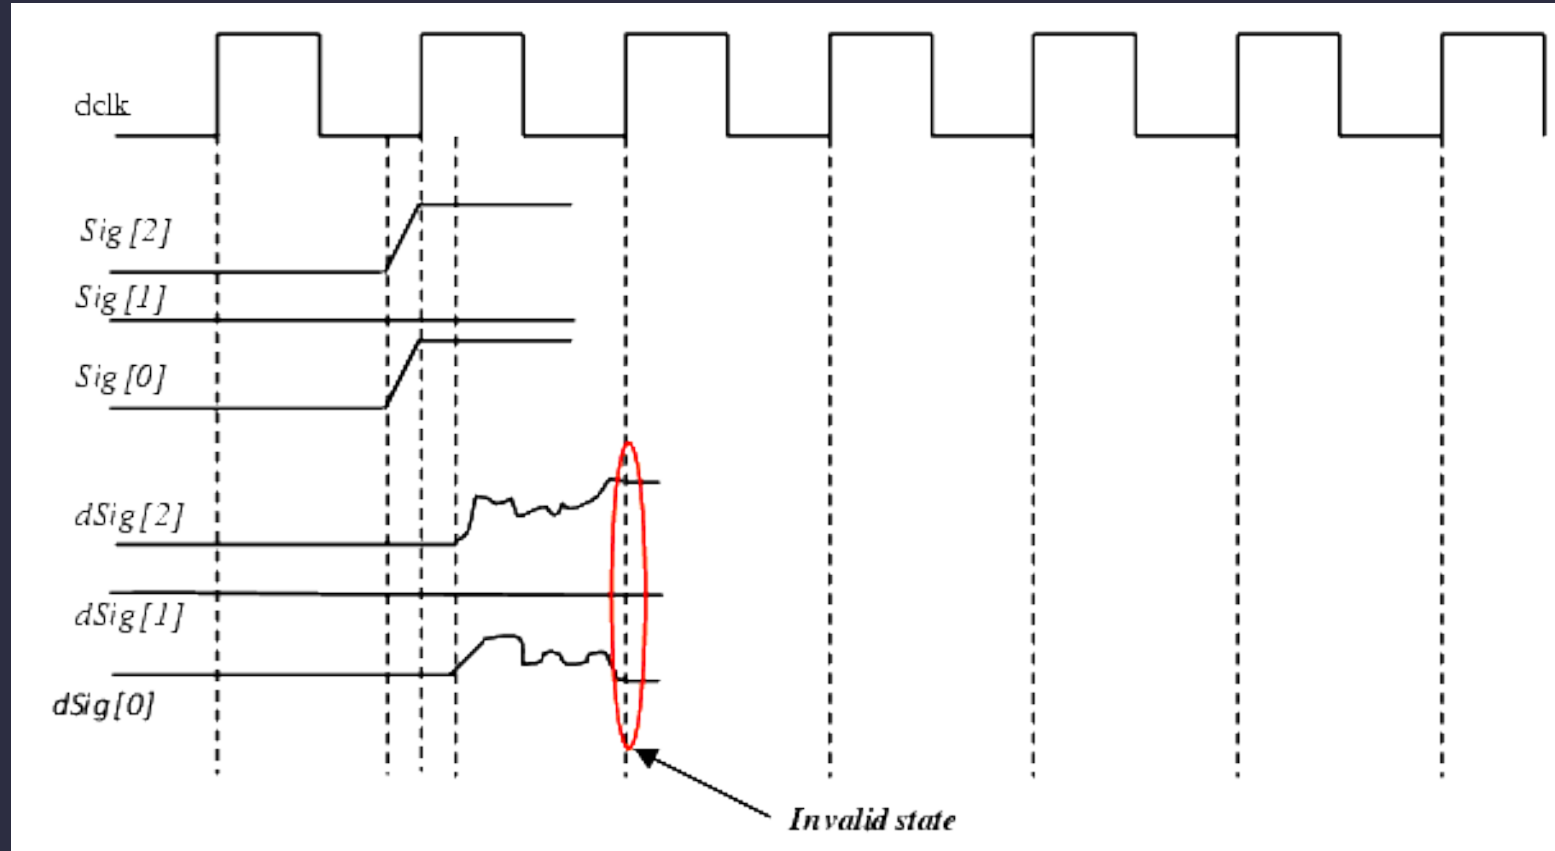 dclk
Sig[2]
Sig[1]
Sig[0]
dSig[2]
dSig[1]
dSig[0]
Invalid state